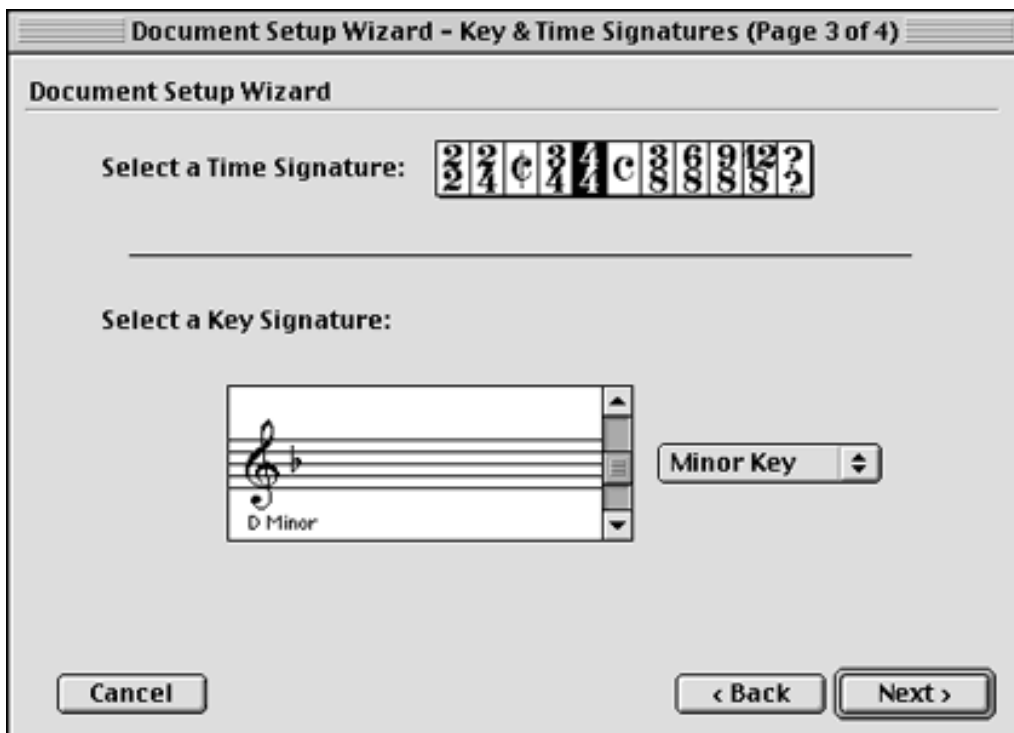 Document Setup Wizard - Key & Time Signatures (Page 3 of 4)
Document Setup Wizard
Select a Time Signature: 2/2 2/4 ¢ 3/4 4/4 C 3/8 6/8 9/8 12/8 ?/?...
Select a Key Signature:
D Minor
Minor Key
Cancel ‹ Back Next ›